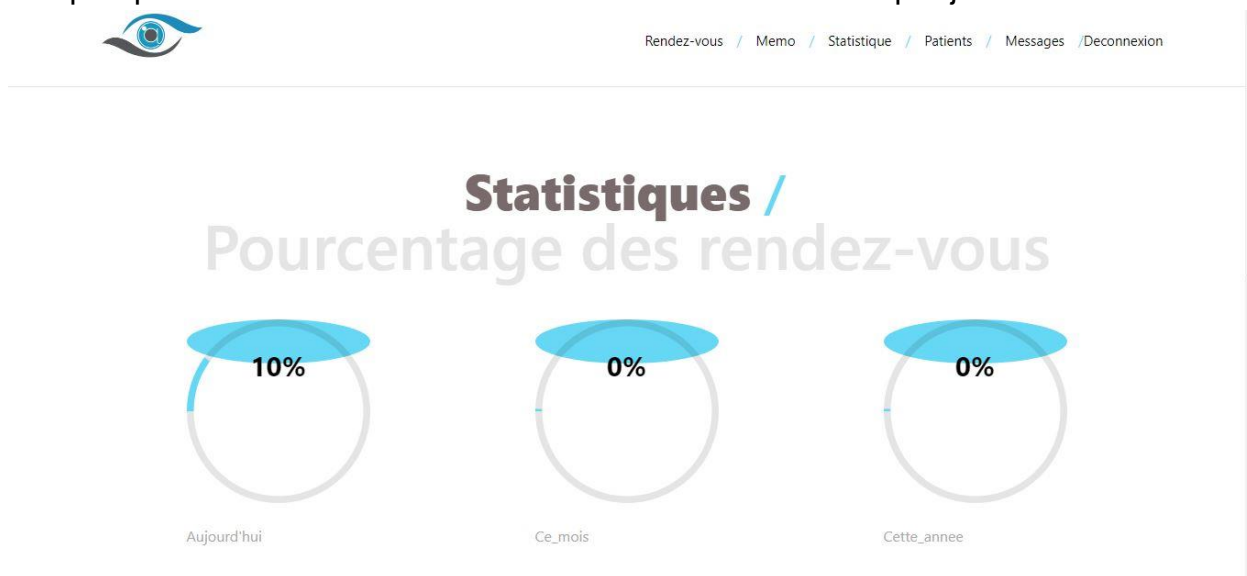 Rendez-vous / Memo / Statistique / Patients / Messages /Deconnexion
Statistiques /
Pourcentage des rendez-vous
10% 0% 0%
Aujourd'hui Ce_mois Cette_annee